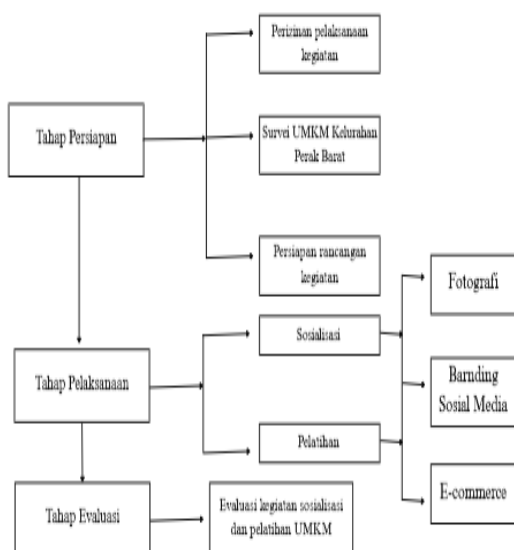 Perizinan pelaksanaan
kegiatan
Tahap Persiapan
Survei UMKM Kelurahan
Perak Barat
Persiapan rancangan
kegiatan
Fotografi
Sosialisasi
Tahap Pelaksanaan
Barnding
Sosial Media
Pelatihan
E-commerce
Tahap Evaluasi
Evaluasi kegiatan sosialisasi
dan pelatihan UMKM